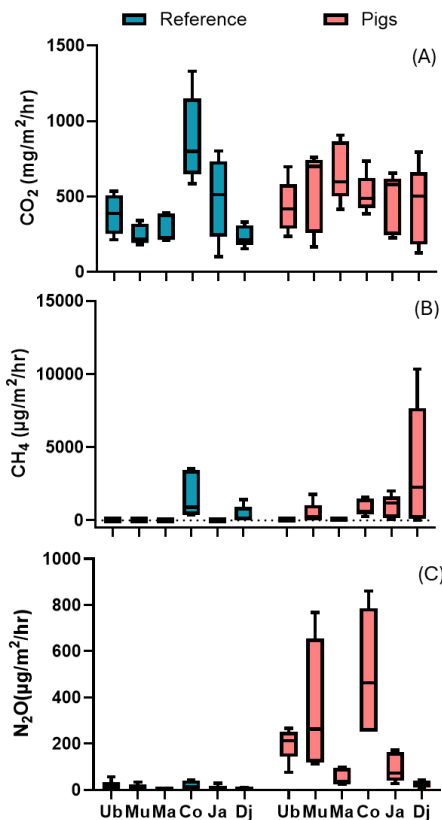 Reference Pigs
(A)
CO₂ (mg/m²/hr)
1500
1000
500
0
(B)
CH₄ (µg/m²/hr)
15000
10000
5000
0
(C)
N₂O(µg/m²/hr)
1000
800
600
400
200
0
Ub Mu Ma Co Ja Dj Ub Mu Ma Co Ja Dj